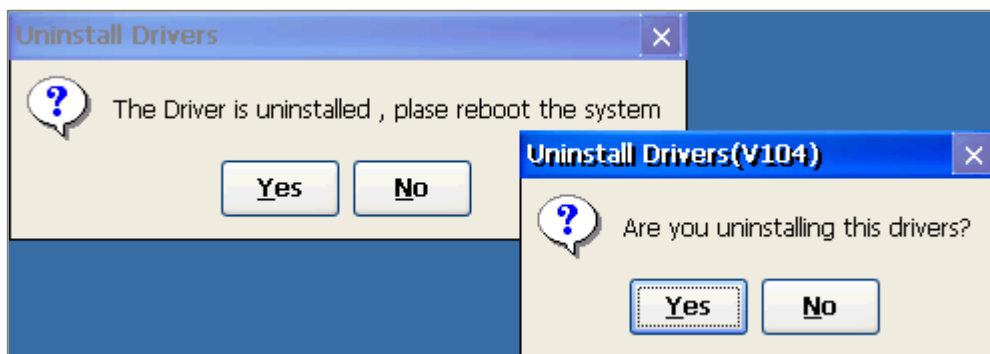 Uninstall Drivers
The Driver is uninstalled , plase reboot the system
Yes No
Uninstall Drivers(V104)
Are you uninstalling this drivers?
Yes No